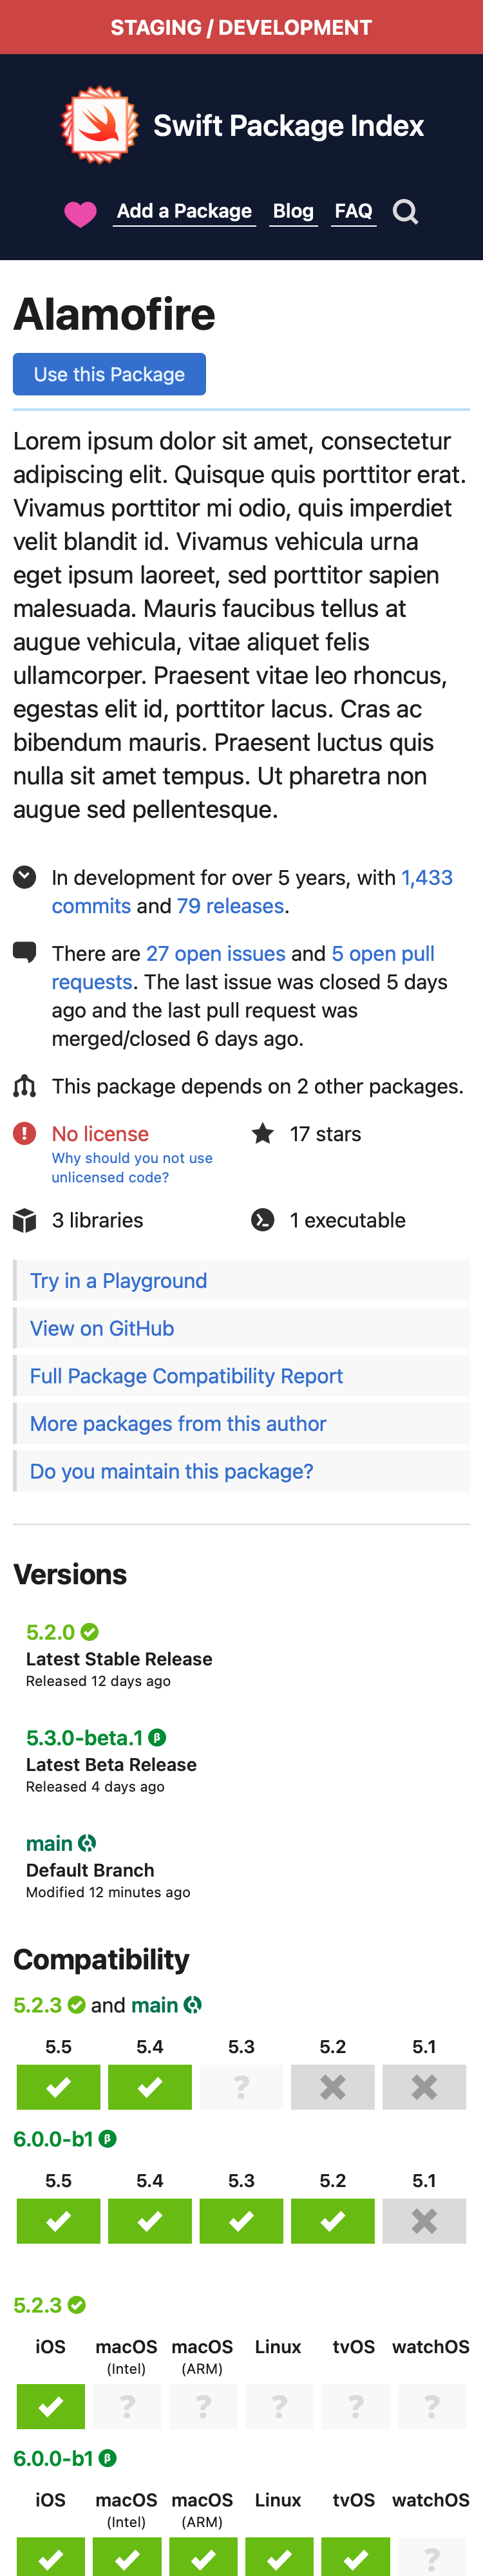 STAGING / DEVELOPMENT
Swift Package Index
Add a Package Blog FAQ
Alamofire
Use this Package
Lorem ipsum dolor sit amet, consectetur
adipiscing elit. Quisque quis porttitor erat.
Vivamus porttitor mi odio, quis imperdiet
velit blandit id. Vivamus vehicula urna
eget ipsum laoreet, sed porttitor sapien
malesuada. Mauris faucibus tellus at
augue vehicula, vitae aliquet felis
ullamcorper. Praesent vitae leo rhoncus,
egestas elit id, porttitor lacus. Cras ac
bibendum mauris. Praesent luctus quis
nulla sit amet tempus. Ut pharetra non
augue sed pellentesque.
In development for over 5 years, with 1,433
commits and 79 releases.
There are 27 open issues and 5 open pull
requests. The last issue was closed 5 days
ago and the last pull request was
merged/closed 6 days ago.
This package depends on 2 other packages.
No license
Why should you not use
unlicensed code?
17 stars
3 libraries
1 executable
Try in a Playground
View on GitHub
Full Package Compatibility Report
More packages from this author
Do you maintain this package?
Versions
5.2.0
Latest Stable Release
Released 12 days ago
5.3.0-beta.1 β
Latest Beta Release
Released 4 days ago
main
Default Branch
Modified 12 minutes ago
Compatibility
5.2.3 and main
5.5 5.4 5.3 5.2 5.1
?
6.0.0-b1 β
5.5 5.4 5.3 5.2 5.1
5.2.3
iOS macOS macOS Linux tvOS watchOS
(Intel) (ARM)
? ? ? ? ?
6.0.0-b1 β
iOS macOS macOS Linux tvOS watchOS
(Intel) (ARM)
?